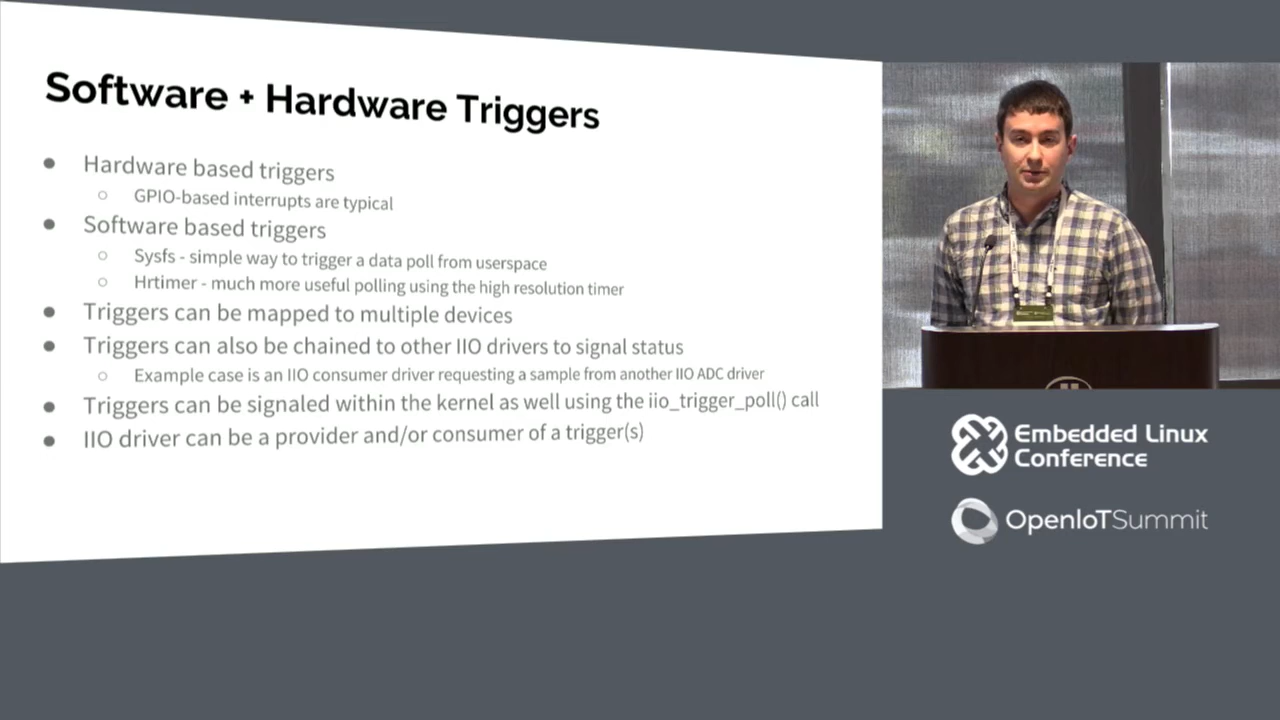 Software + Hardware Triggers
● Hardware based triggers
○ GPIO-based interrupts are typical
● Software based triggers
○ Sysfs - simple way to trigger a data poll from userspace
○ Hrtimer - much more useful polling using the high resolution timer
● Triggers can be mapped to multiple devices
● Triggers can also be chained to other IIO drivers to signal status
○ Example case is an IIO consumer driver requesting a sample from another IIO ADC driver
● Triggers can be signaled within the kernel as well using the iio_trigger_poll() call
● IIO driver can be a provider and/or consumer of a trigger(s)
Embedded Linux
Conference
OpenIoTSummit